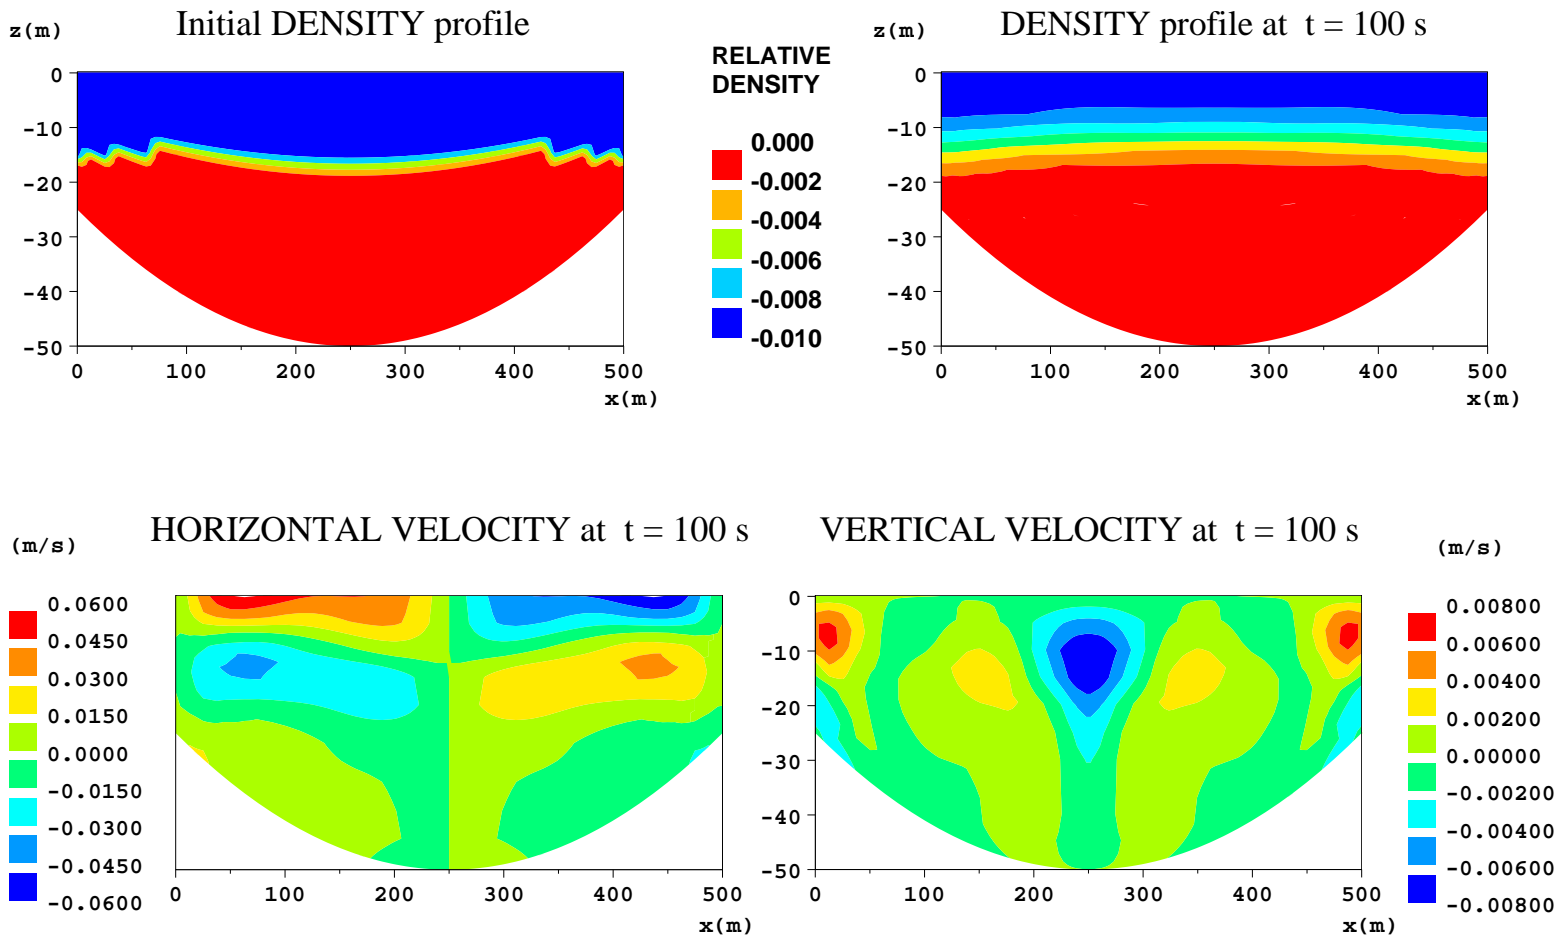 Initial DENSITY profile
z(m)
0
-10
-20
-30
-40
-50
0 100 200 300 400 500
x(m)
RELATIVE
DENSITY
0.000
-0.002
-0.004
-0.006
-0.008
-0.010
DENSITY profile at t = 100 s
z(m)
0
-10
-20
-30
-40
-50
0 100 200 300 400 500
x(m)
HORIZONTAL VELOCITY at t = 100 s
(m/s)
0.0600
0.0450
0.0300
0.0150
0.0000
-0.0150
-0.0300
-0.0450
-0.0600
0 100 200 300 400 500
x(m)
VERTICAL VELOCITY at t = 100 s
0
-10
-20
-30
-40
-50
0 100 200 300 400 500
x(m)
(m/s)
0.00800
0.00600
0.00400
0.00200
0.00000
-0.00200
-0.00400
-0.00600
-0.00800